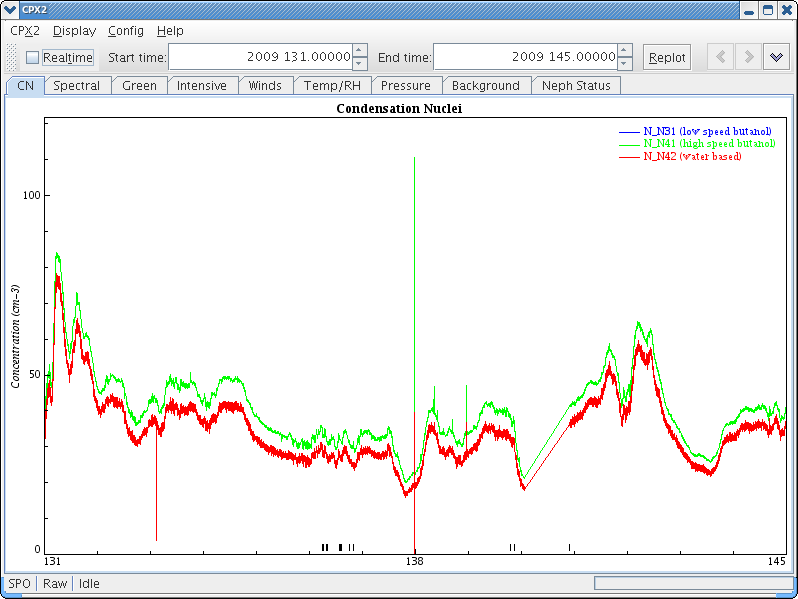 CPX2
CPX2 Display Config Help
Realtime Start time: 2009 131.00000 End time: 2009 145.00000 Replot
CN Spectral Green Intensive Winds Temp/RH Pressure Background Neph Status
Condensation Nuclei
N_N31 (low speed butanol)
N_N41 (high speed butanol)
N_N42 (water based)
100
50
0
Concentration (cm-3)
131 138 145
SPO Raw Idle